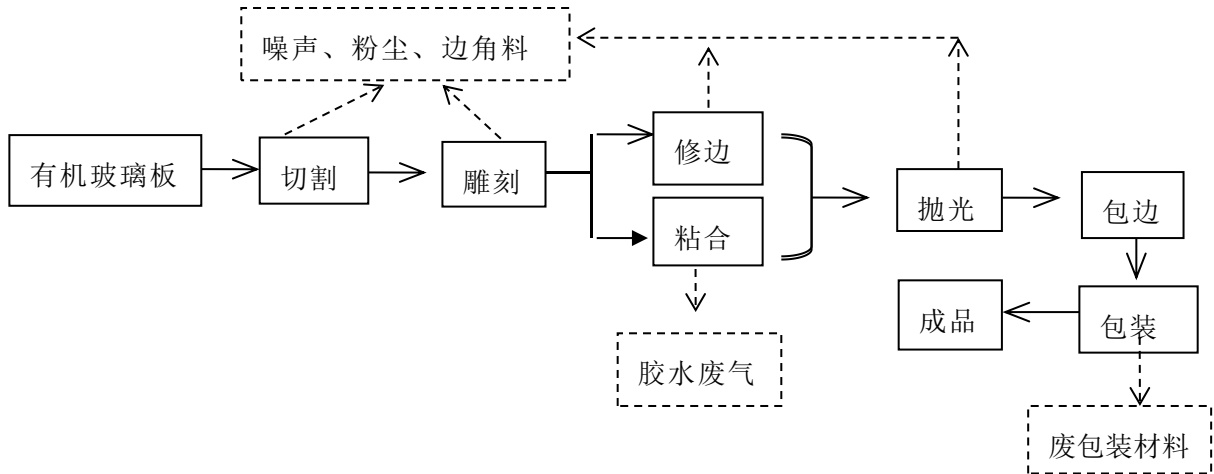 噪声、粉尘、边角料
有机玻璃板
切割
雕刻
修边
粘合
抛光
包边
成品
包装
胶水废气
废包装材料